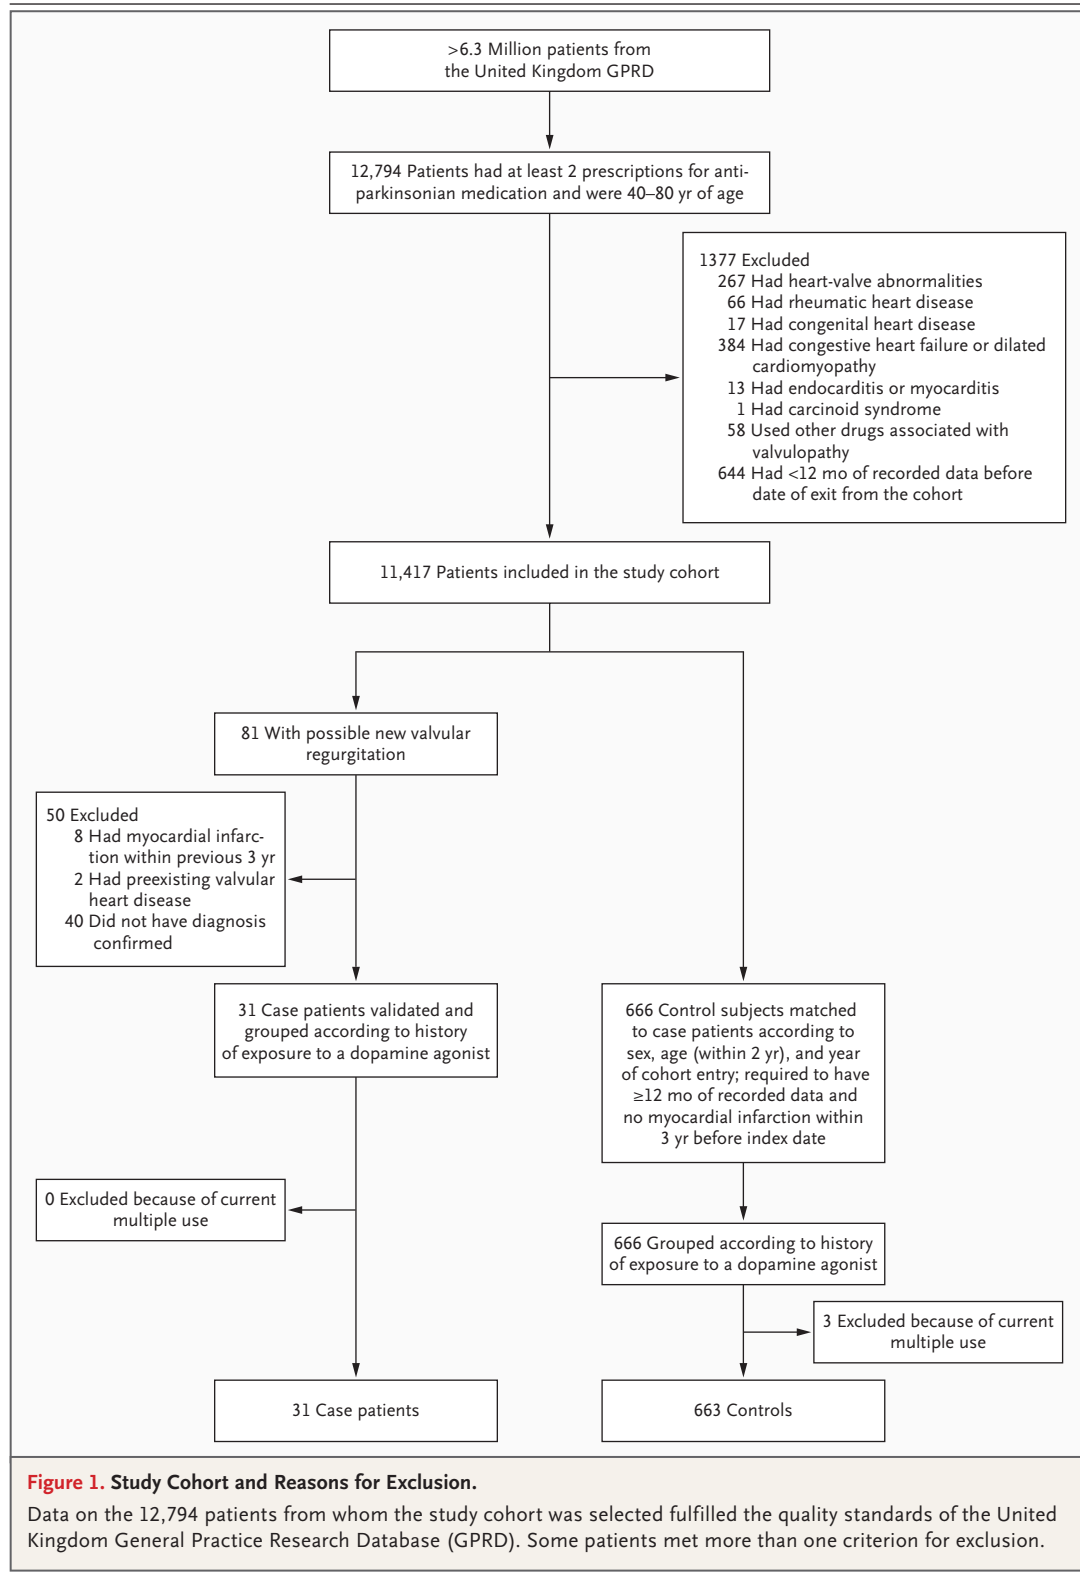 >6.3 Million patients from
the United Kingdom GPRD
12,794 Patients had at least 2 prescriptions for anti-
parkinsonian medication and were 40–80 yr of age
1377 Excluded
267 Had heart-valve abnormalities
66 Had rheumatic heart disease
17 Had congenital heart disease
384 Had congestive heart failure or dilated
cardiomyopathy
13 Had endocarditis or myocarditis
1 Had carcinoid syndrome
58 Used other drugs associated with
valvulopathy
644 Had <12 mo of recorded data before
date of exit from the cohort
11,417 Patients included in the study cohort
81 With possible new valvular
regurgitation
50 Excluded
8 Had myocardial infarc-
tion within previous 3 yr
2 Had preexisting valvular
heart disease
40 Did not have diagnosis
confirmed
31 Case patients validated and
grouped according to history
of exposure to a dopamine agonist
666 Control subjects matched
to case patients according to
sex, age (within 2 yr), and year
of cohort entry; required to have
≥12 mo of recorded data and
no myocardial infarction within
3 yr before index date
0 Excluded because of current
multiple use
666 Grouped according to history
of exposure to a dopamine agonist
3 Excluded because of current
multiple use
31 Case patients
663 Controls
Figure 1. Study Cohort and Reasons for Exclusion.
Data on the 12,794 patients from whom the study cohort was selected fulfilled the quality standards of the United
Kingdom General Practice Research Database (GPRD). Some patients met more than one criterion for exclusion.